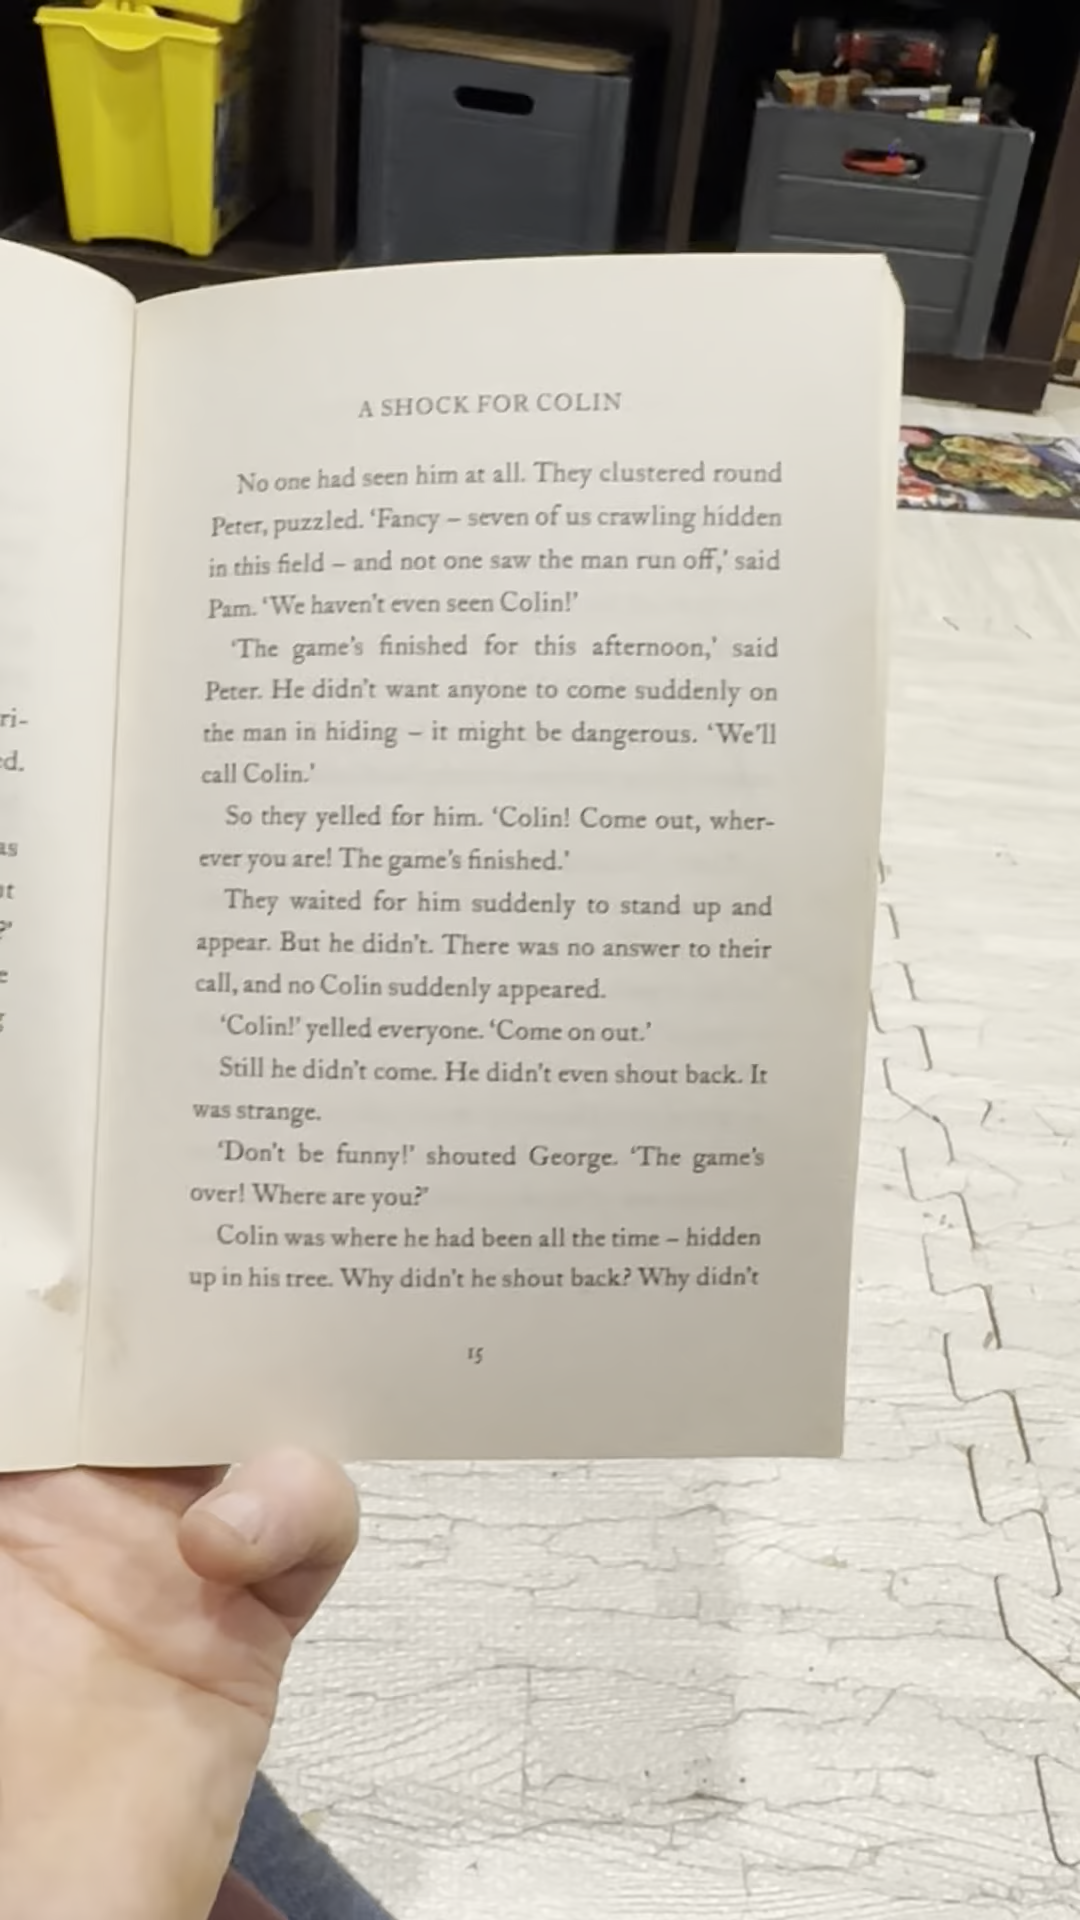 ri-
ed.
as
at
?'
e
g
A SHOCK FOR COLIN
No one had seen him at all. They clustered round
Peter, puzzled. ‘Fancy – seven of us crawling hidden
in this field – and not one saw the man run off,’ said
Pam. ‘We haven’t even seen Colin!’
‘The game’s finished for this afternoon,’ said
Peter. He didn’t want anyone to come suddenly on
the man in hiding – it might be dangerous. ‘We’ll
call Colin.’
So they yelled for him. ‘Colin! Come out, wher-
ever you are! The game’s finished.’
They waited for him suddenly to stand up and
appear. But he didn’t. There was no answer to their
call, and no Colin suddenly appeared.
‘Colin!’ yelled everyone. ‘Come on out.’
Still he didn’t come. He didn’t even shout back. It
was strange.
‘Don’t be funny!’ shouted George. ‘The game’s
over! Where are you?’
Colin was where he had been all the time – hidden
up in his tree. Why didn’t he shout back? Why didn’t
15